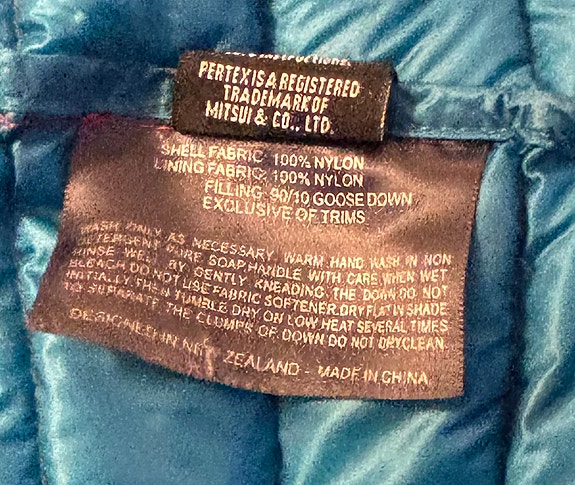 PERTEX IS A REGISTERED
TRADEMARK OF
MITSUI & CO., LTD.
SHELL FABRIC: 100% NYLON
LINING FABRIC: 100% NYLON
FILLING: 90/10 GOOSE DOWN
EXCLUSIVE OF TRIMS
WASH ONLY AS NECESSARY. WARM HAND WASH IN NON
DETERGENT PURE SOAP.HANDLE WITH CARE WHEN WET
RINSE WELL BY GENTLY KNEADING THE DOWN DO NOT
BLEACH.DO NOT USE FABRIC SOFTENER.DRY FLAT IN SHADE
INITIALLY.THEN TUMBLE DRY ON LOW HEAT SEVERAL TIMES
TO SUPARATE THE CLUMPS OF DOWN DO NOT DRYCLEAN.
DESIGNED IN NEW ZEALAND - MADE IN CHINA